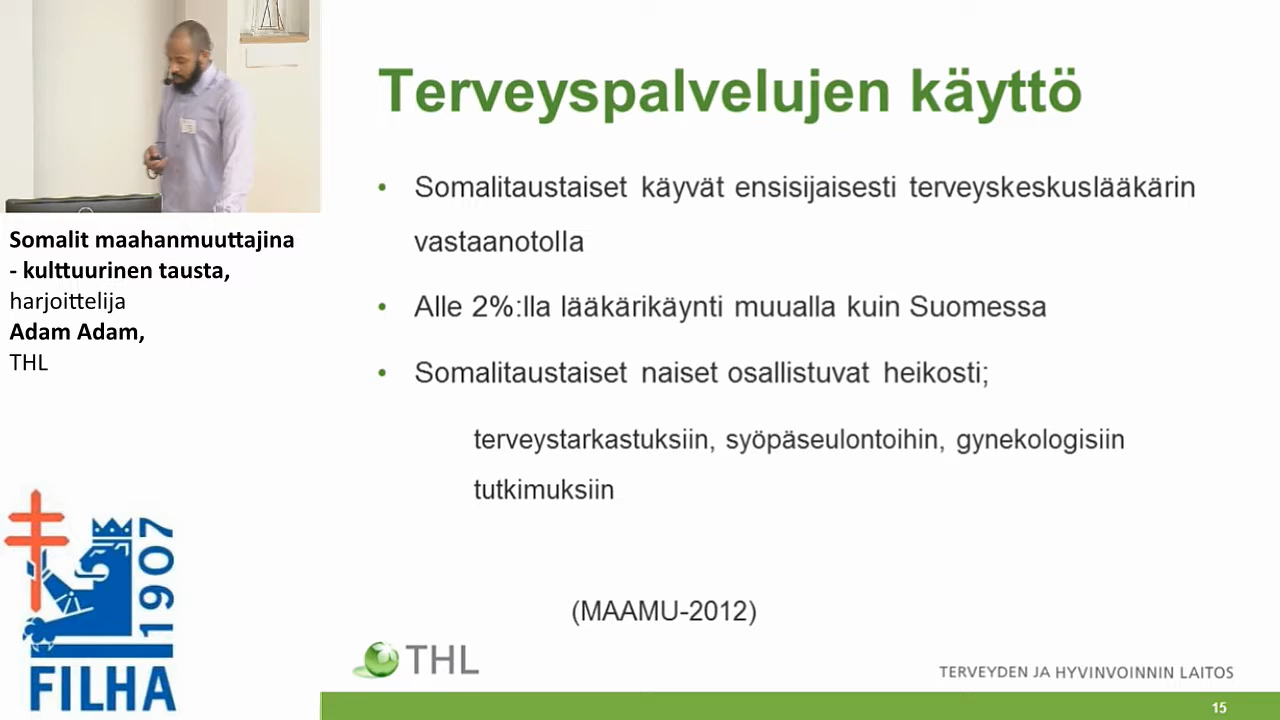 Somalit maahanmuuttajina
- kulttuurinen tausta,
harjoittelija
Adam Adam,
THL
1907
FILHA
Terveyspalvelujen käyttö
• Somalitaustaiset käyvät ensisijaisesti terveyskeskuslääkärin
vastaanotolla
• Alle 2%:lla lääkärikäynti muualla kuin Suomessa
• Somalitaustaiset naiset osallistuvat heikosti;
terveystarkastuksiin, syöpäseulontoihin, gynekologisiin
tutkimuksiin
(MAAMU-2012)
THL
TERVEYDEN JA HYVINVOINNIN LAITOS
15